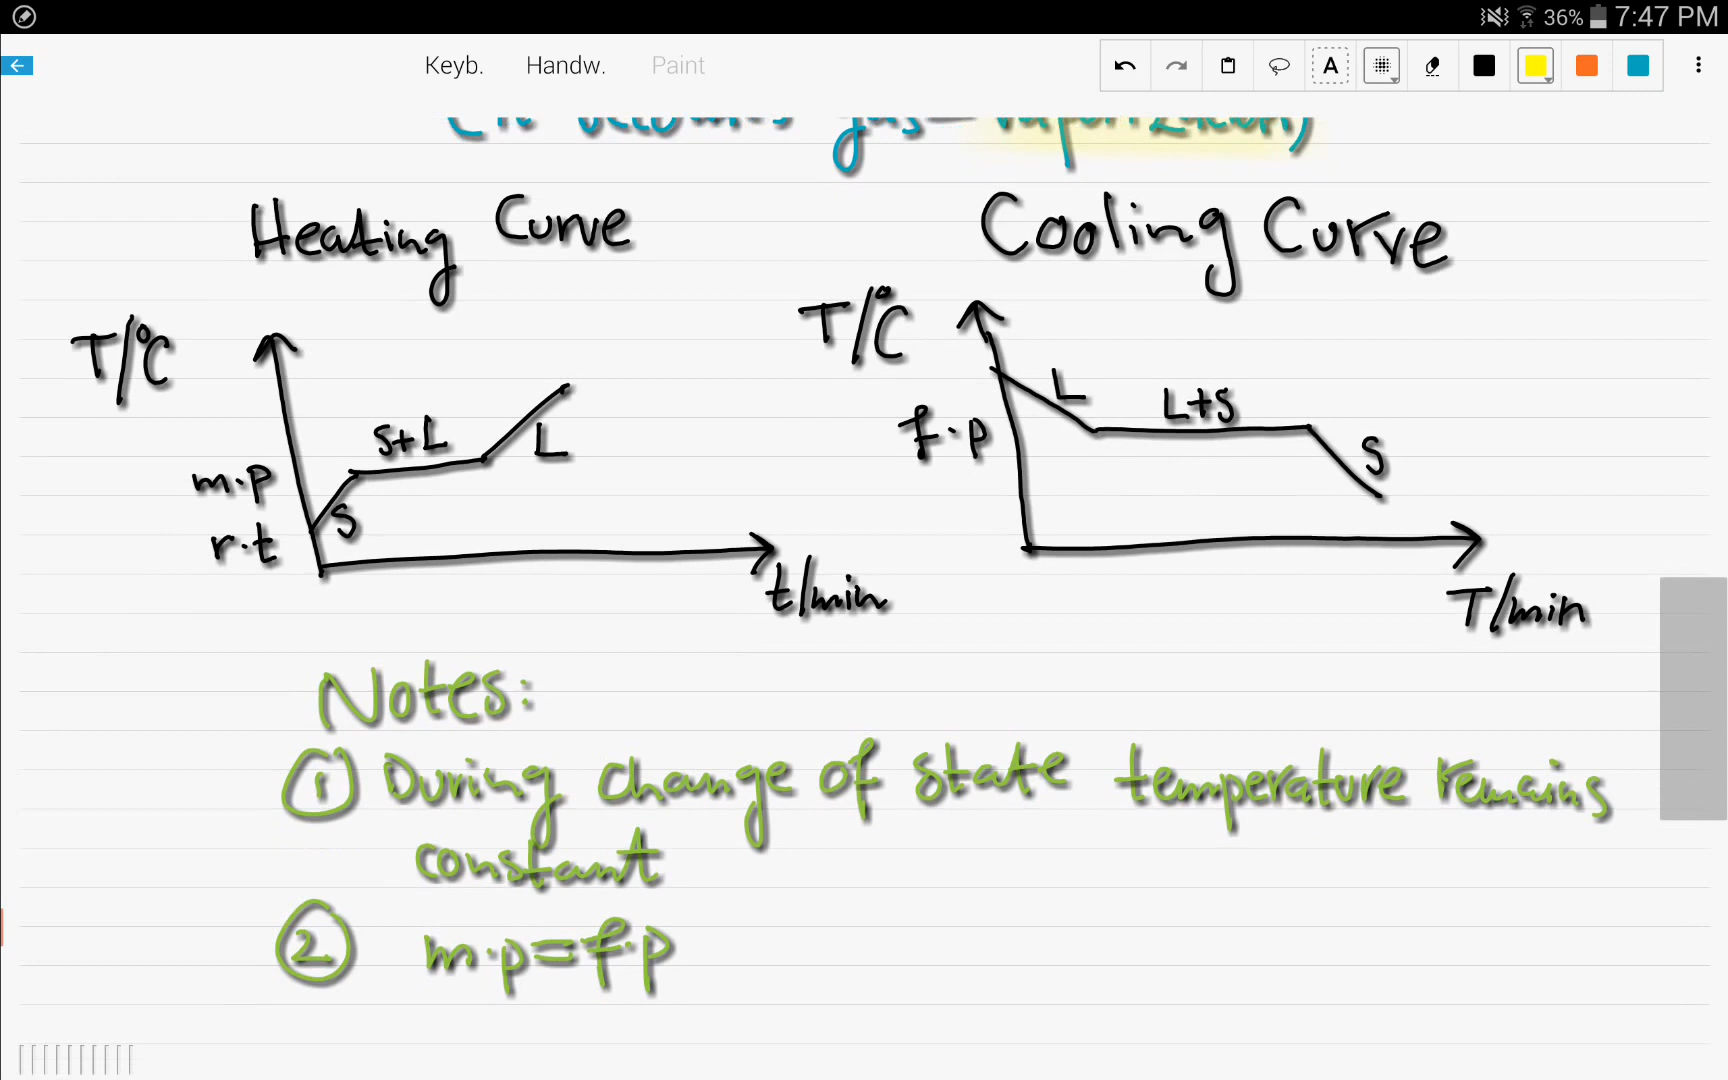 36% 7:47 PM
Keyb. Handw. Paint A
gas
Heating Curve
Cooling Curve
T/°C
T/°C
L
L+S
f.p
S+L
L
S
m.p
S
r.t
t/min
T/min
Notes:
① During change of state temperature remains
constant
② m.p=f.p